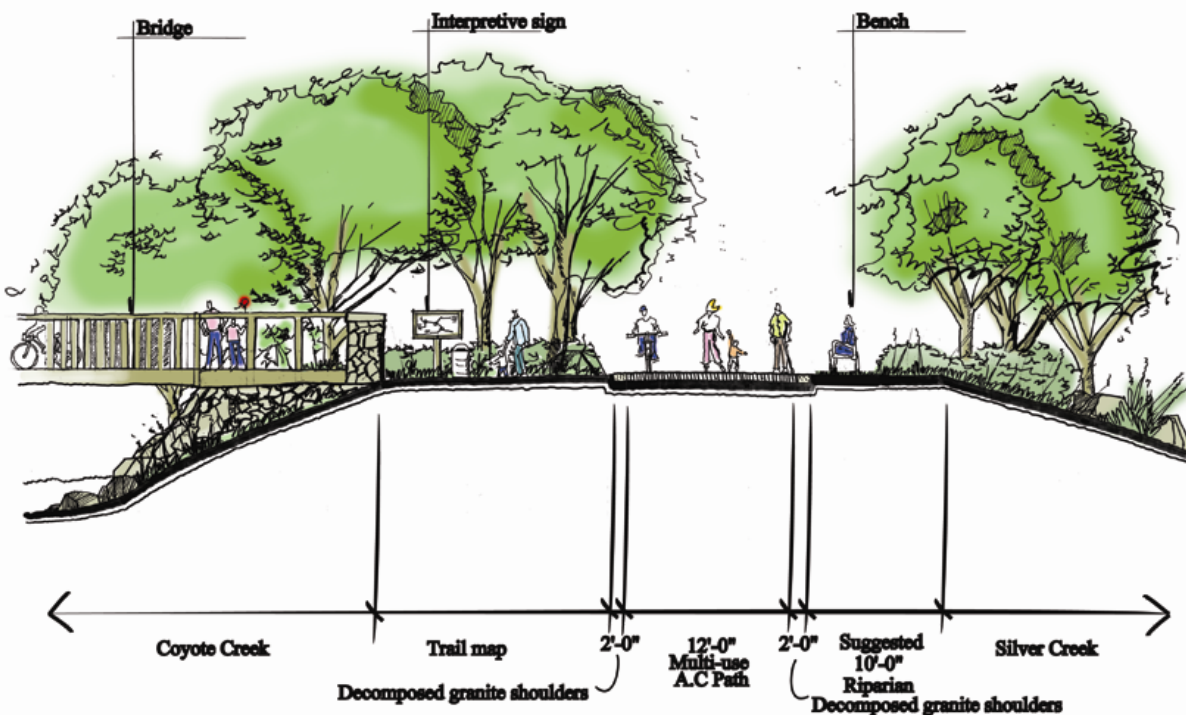 Bridge
Interpretive sign
Bench
Coyote Creek
Trail map
2'-0"
12'-0"
Multi-use
A.C Path
2'-0"
Suggested
10'-0"
Riparian
Silver Creek
Decomposed granite shoulders
Decomposed granite shoulders